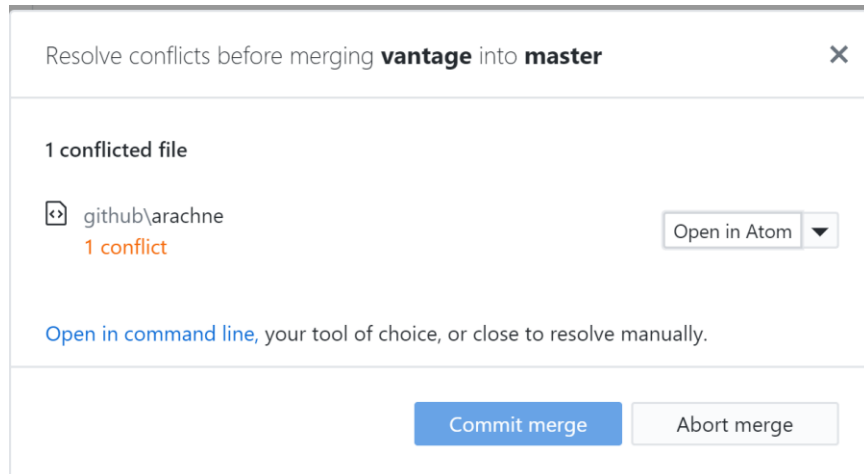 Resolve conflicts before merging vantage into master
1 conflicted file
github\arachne
1 conflict
Open in Atom
Open in command line, your tool of choice, or close to resolve manually.
Commit merge
Abort merge